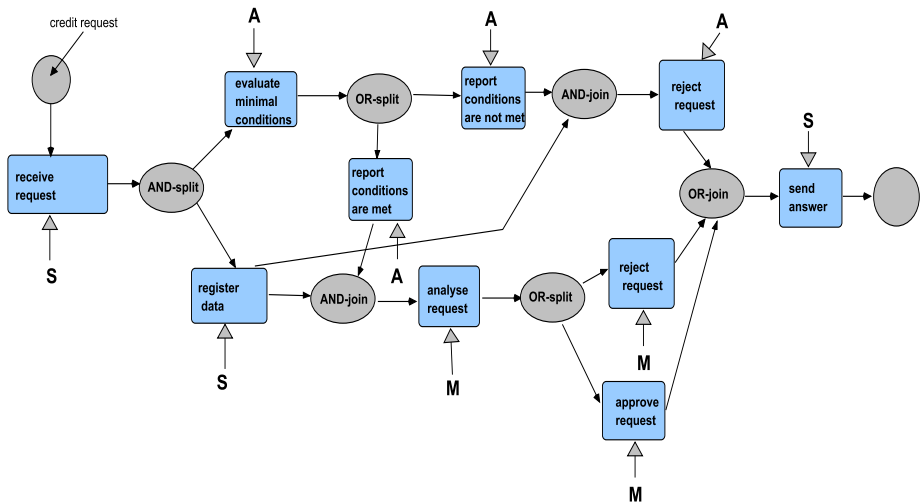 credit request
A
A
A
evaluate
minimal
conditions
OR-split
report
conditions
are not met
AND-join
reject
request
S
receive
request
AND-split
report
conditions
are met
OR-join
send
answer
S
A
register
data
AND-join
analyse
request
OR-split
reject
request
S
M
M
approve
request
M